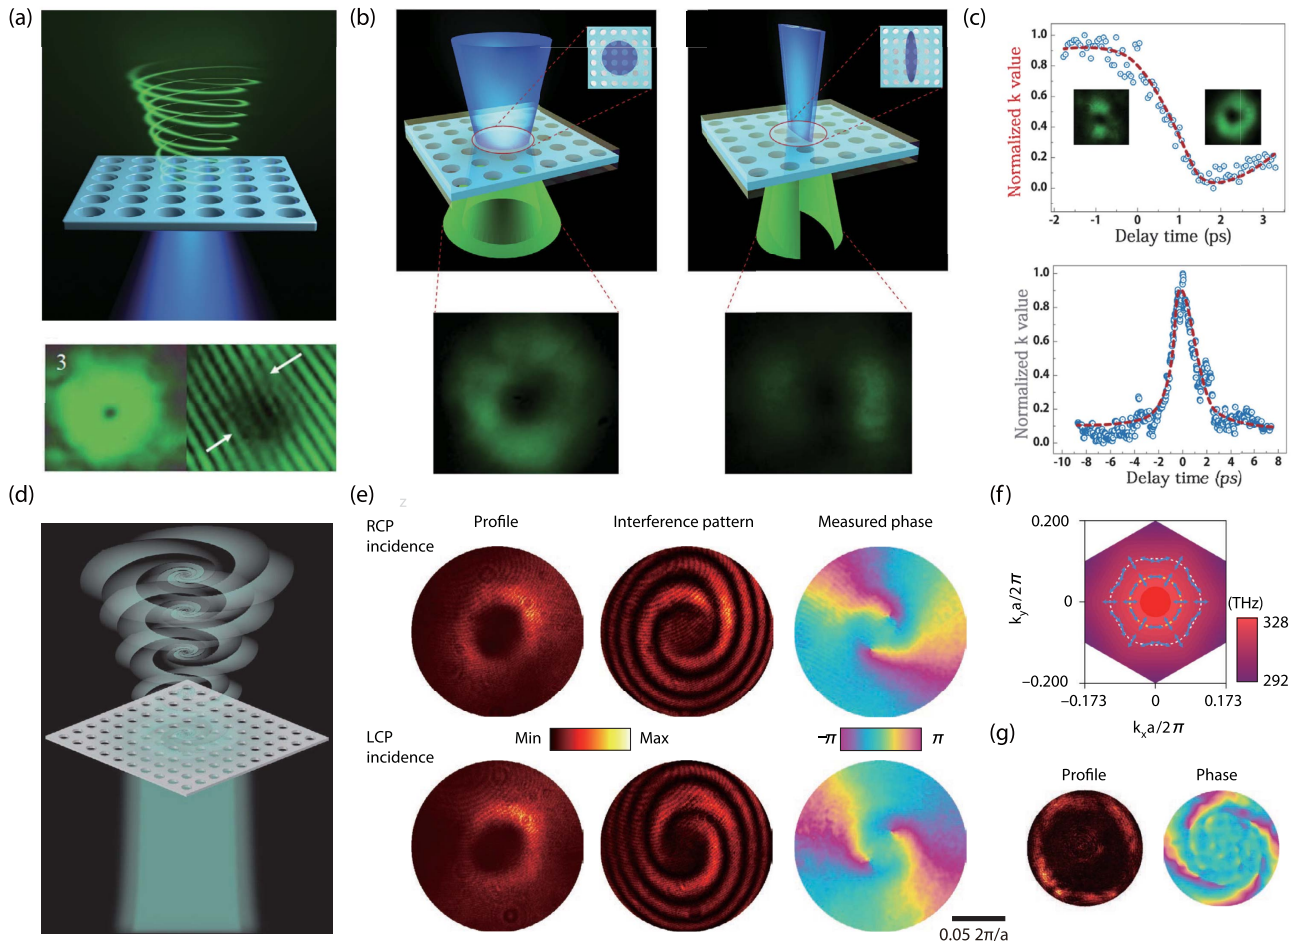 (a)
3
(b)
(c)
Normalized k value
1.0
0.8
0.6
0.4
0.2
0.0
-2 -1 0 1 2 3
Delay time (ps)
Normalized k value
1.0
0.8
0.6
0.4
0.2
0.0
-10 -8 -6 -4 -2 0 2 4 6 8
Delay time (ps)
(d)
(e)
z
RCP
incidence
Profile
Interference pattern
Measured phase
LCP
incidence
Min
Max
−π
π
0.05 2π/a
(f)
0.200
0
−0.200
kya/2π
−0.173
0
0.173
kxa/2π
(THz)
328
292
(g)
Profile
Phase